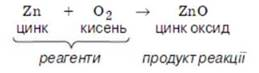 Zn + O₂ → ZnO
цинк кисень цинк оксид
реагенти продукт реакції